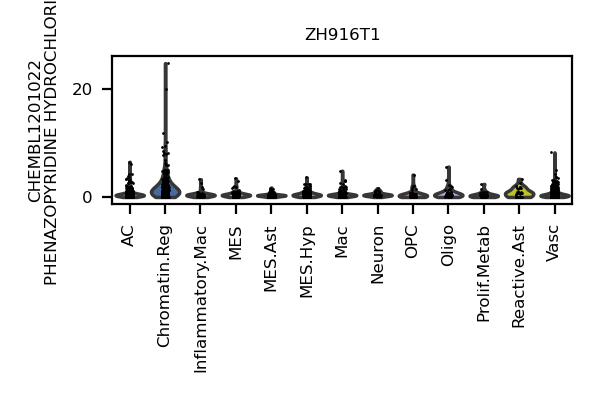 ZH916T1
CHEMBL1201022
PHENAZOPYRIDINE HYDROCHLORI
20
0
AC
Chromatin.Reg
Inflammatory.Mac
MES
MES.Ast
MES.Hyp
Mac
Neuron
OPC
Oligo
Prolif.Metab
Reactive.Ast
Vasc